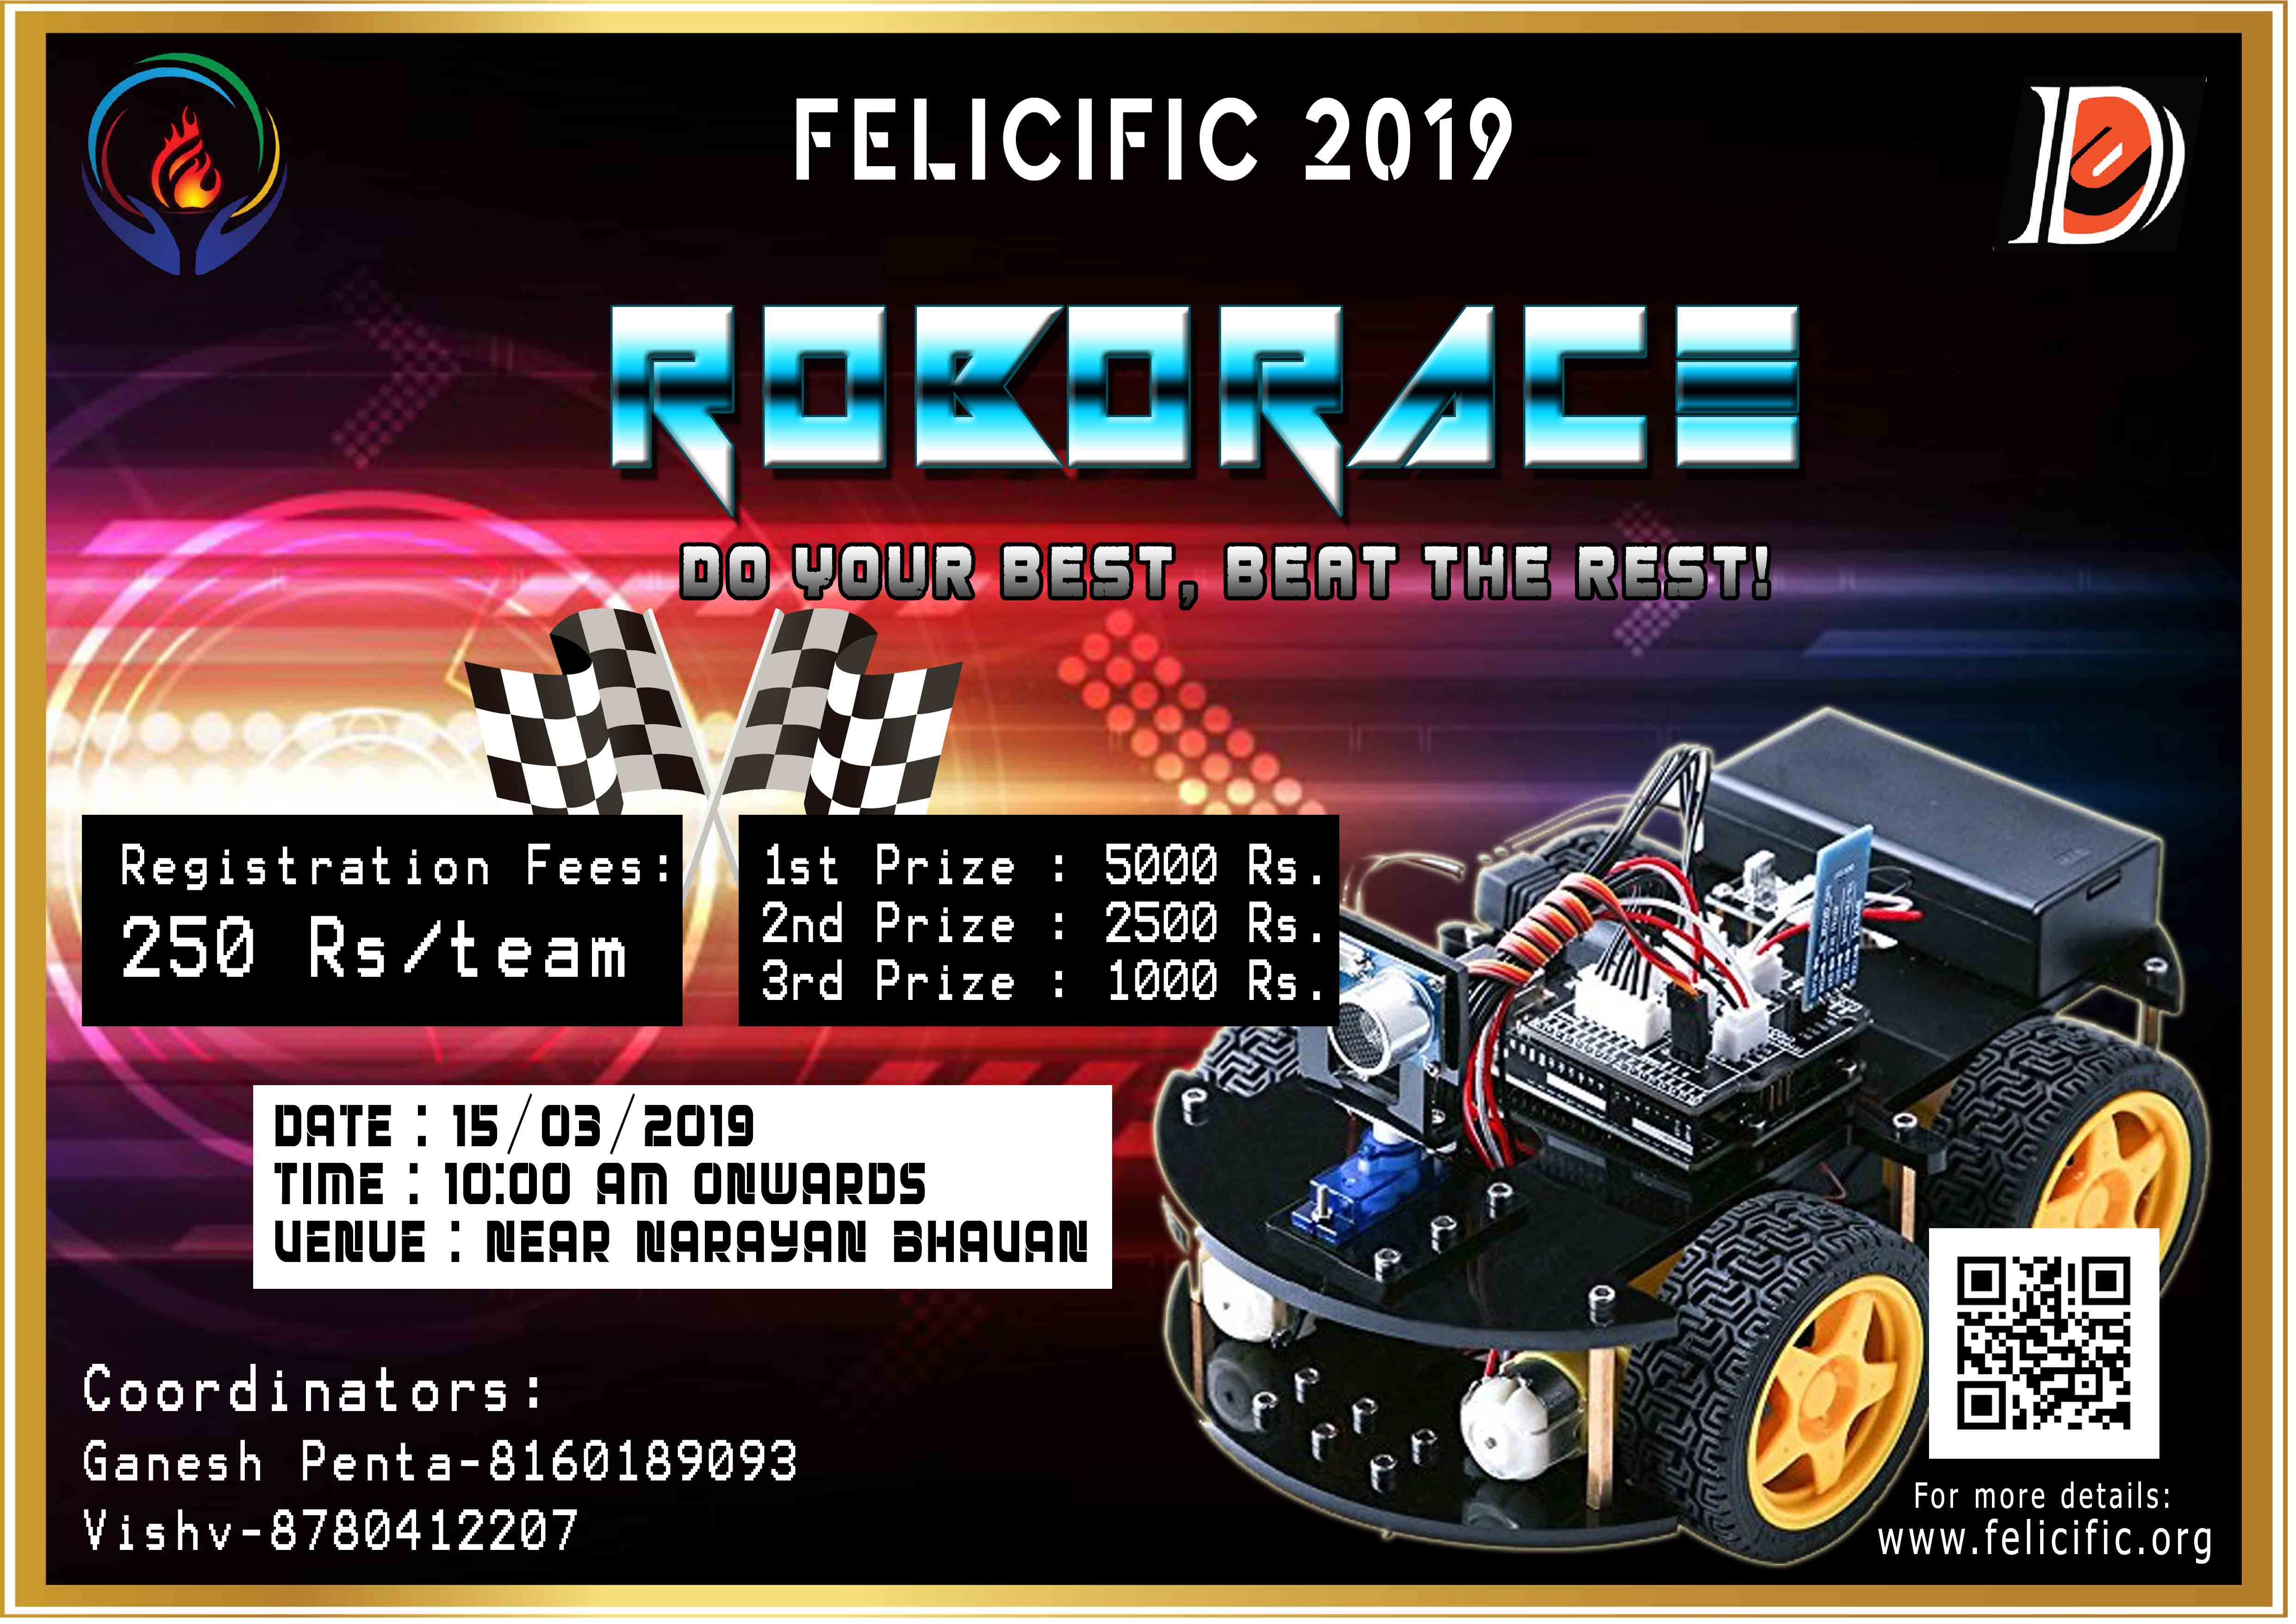 FELICIFIC 2019
ROBORACE
DO YOUR BEST, BEAT THE REST!
Registration Fees:
250 Rs/team
1st Prize : 5000 Rs.
2nd Prize : 2500 Rs.
3rd Prize : 1000 Rs.
DATE : 15/03/2019
TIME : 10:00 AM ONWARDS
VENUE : NEAR NARAYAN BHAVAN
Coordinators:
Ganesh Penta-8160189093
Vishv-8780412207
For more details:
www.felicific.org